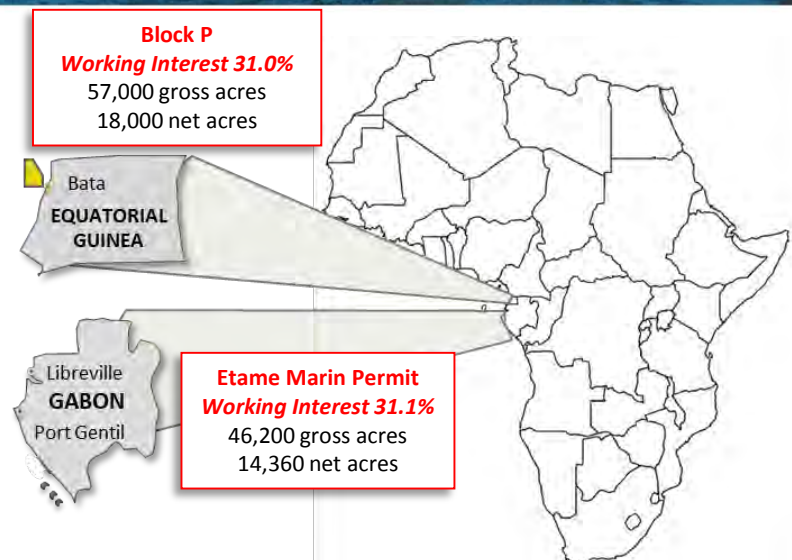 Block P
Working Interest 31.0%
57,000 gross acres
18,000 net acres
Bata
EQUATORIAL
GUINEA
Libreville
GABON
Port Gentil
Etame Marin Permit
Working Interest 31.1%
46,200 gross acres
14,360 net acres